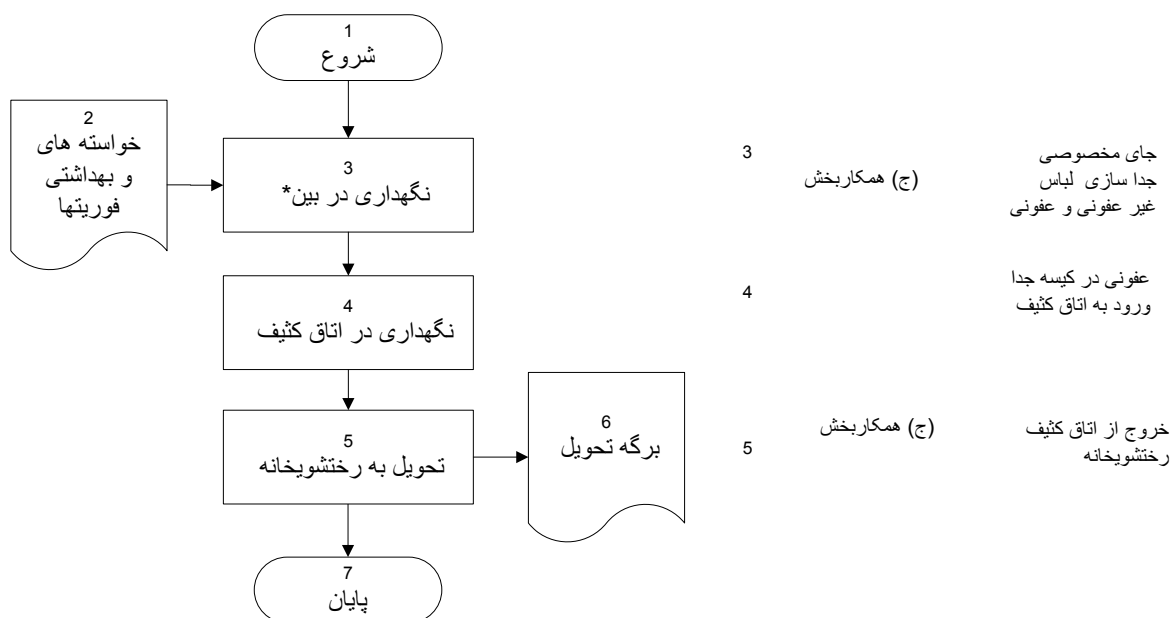 1
شروع
2
خواسته های
و بهداشتی
فوریتها
3
نگهداری در بین*
4
نگهداری در اتاق کثیف
5
تحویل به رختشویخانه
6
برگه تحویل
7
پایان
3
(ج) همکاربخش
جای مخصوصی
جدا سازی لباس
غیر عفونی و عفونی
4
عفونی در کیسه جدا
ورود به اتاق کثیف
5
(ج) همکاربخش
خروج از اتاق کثیف
رختشویخانه